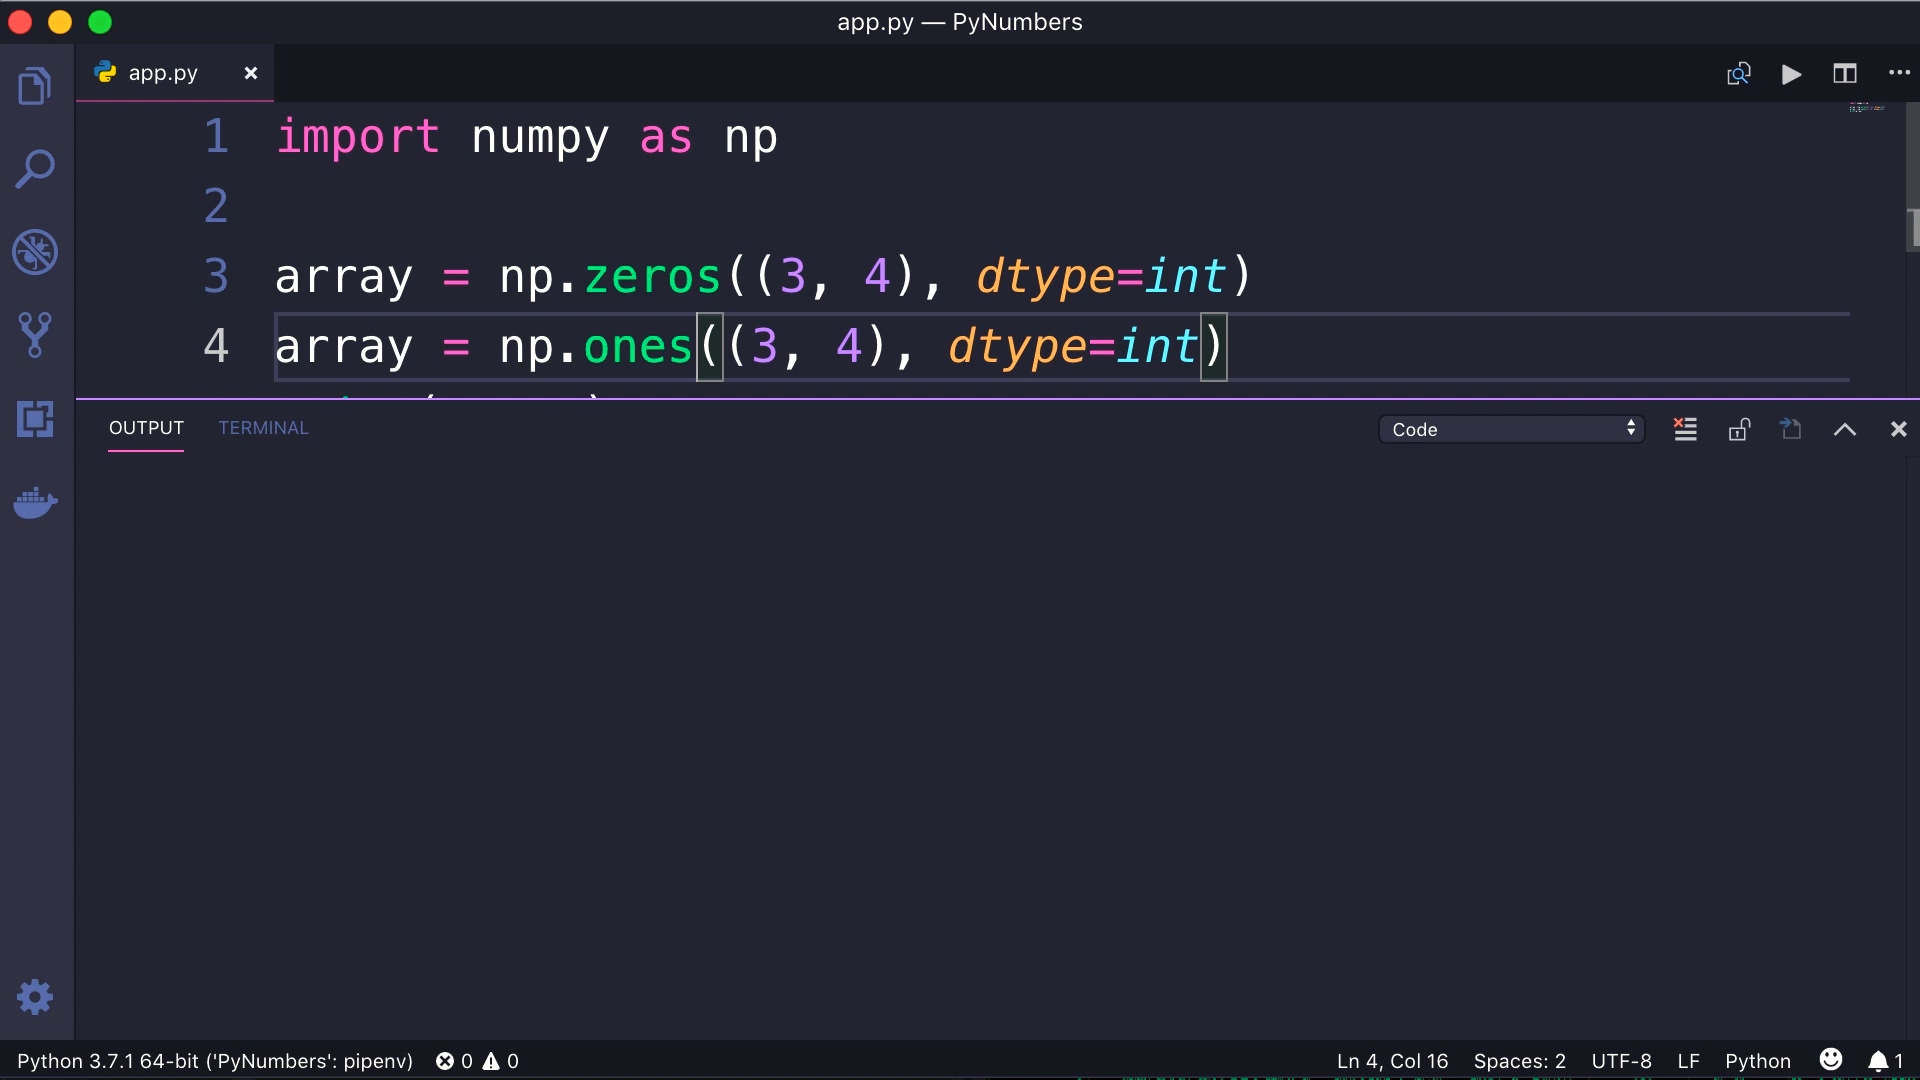 app.py — PyNumbers
app.py
1 import numpy as np
2
3 array = np.zeros((3, 4), dtype=int)
4 array = np.ones((3, 4), dtype=int)
OUTPUT TERMINAL Code
Python 3.7.1 64-bit ('PyNumbers': pipenv) 0 0 Ln 4, Col 16 Spaces: 2 UTF-8 LF Python 1